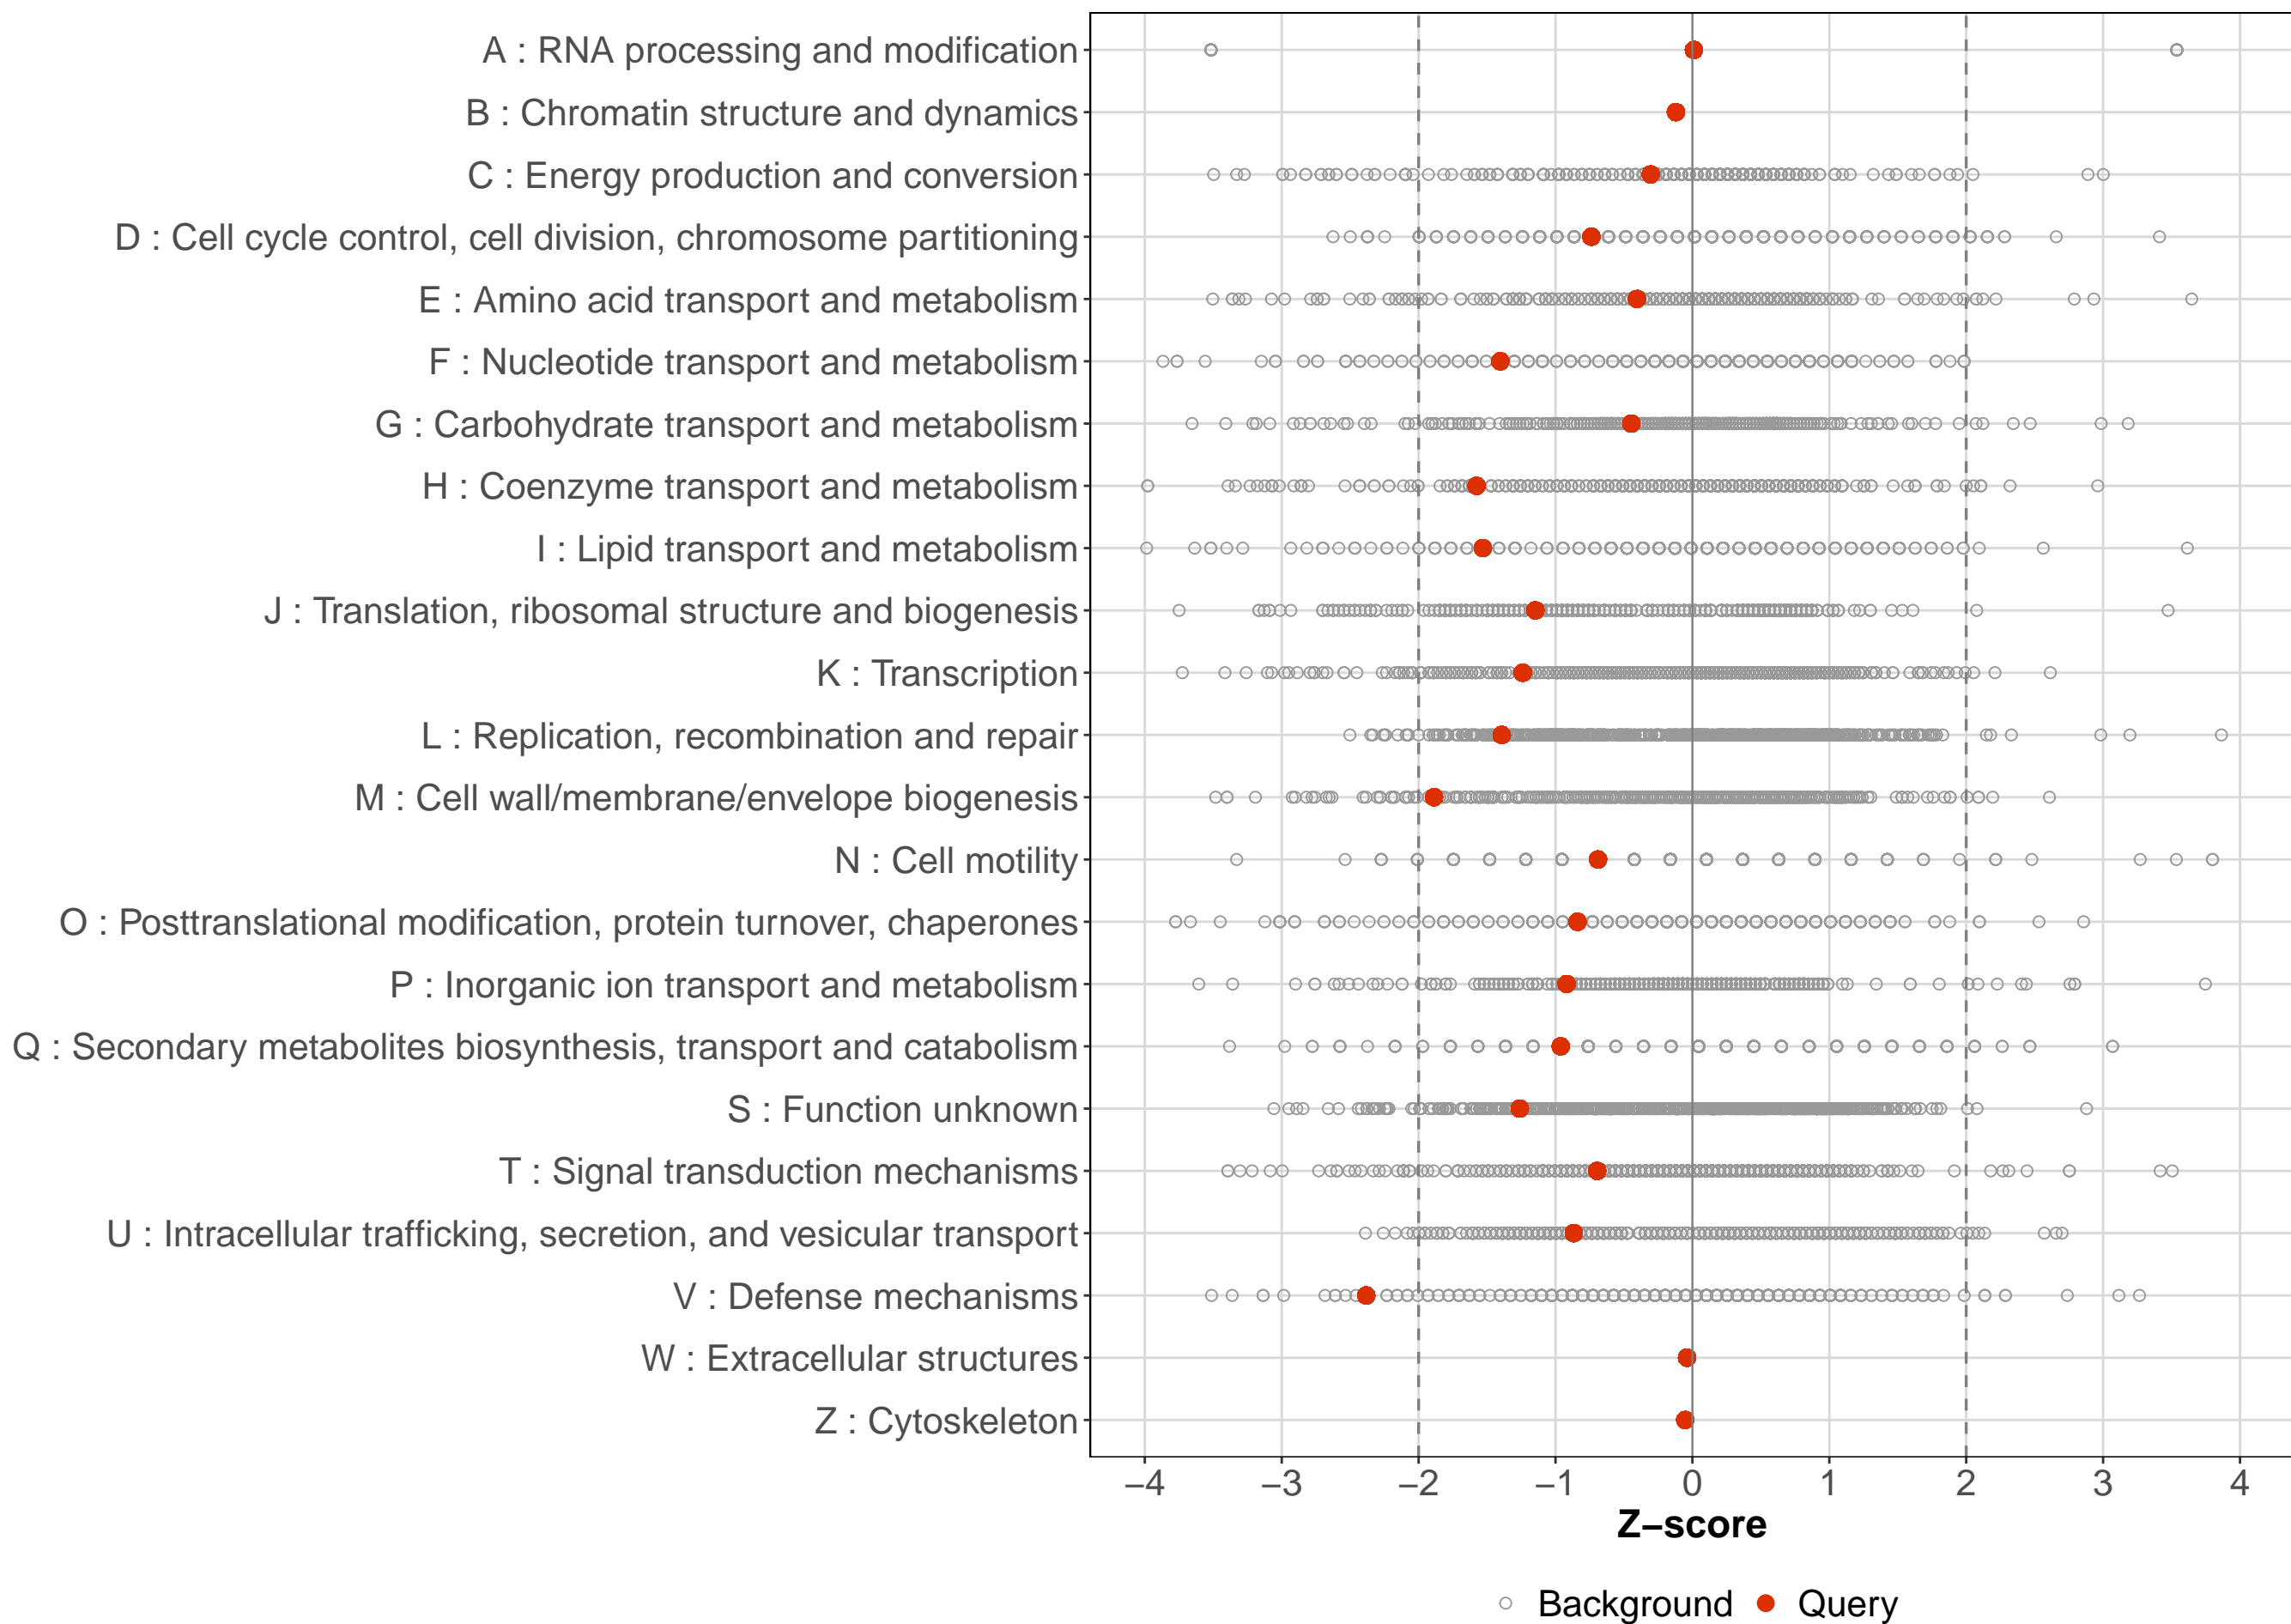 A : RNA processing and modification
B : Chromatin structure and dynamics
C : Energy production and conversion
D : Cell cycle control, cell division, chromosome partitioning
E : Amino acid transport and metabolism
F : Nucleotide transport and metabolism
G : Carbohydrate transport and metabolism
H : Coenzyme transport and metabolism
I : Lipid transport and metabolism
J : Translation, ribosomal structure and biogenesis
K : Transcription
L : Replication, recombination and repair
M : Cell wall/membrane/envelope biogenesis
N : Cell motility
O : Posttranslational modification, protein turnover, chaperones
P : Inorganic ion transport and metabolism
Q : Secondary metabolites biosynthesis, transport and catabolism
S : Function unknown
T : Signal transduction mechanisms
U : Intracellular trafficking, secretion, and vesicular transport
V : Defense mechanisms
W : Extracellular structures
Z : Cytoskeleton
−4 −3 −2 −1 0 1 2 3 4
Z−score
Background Query